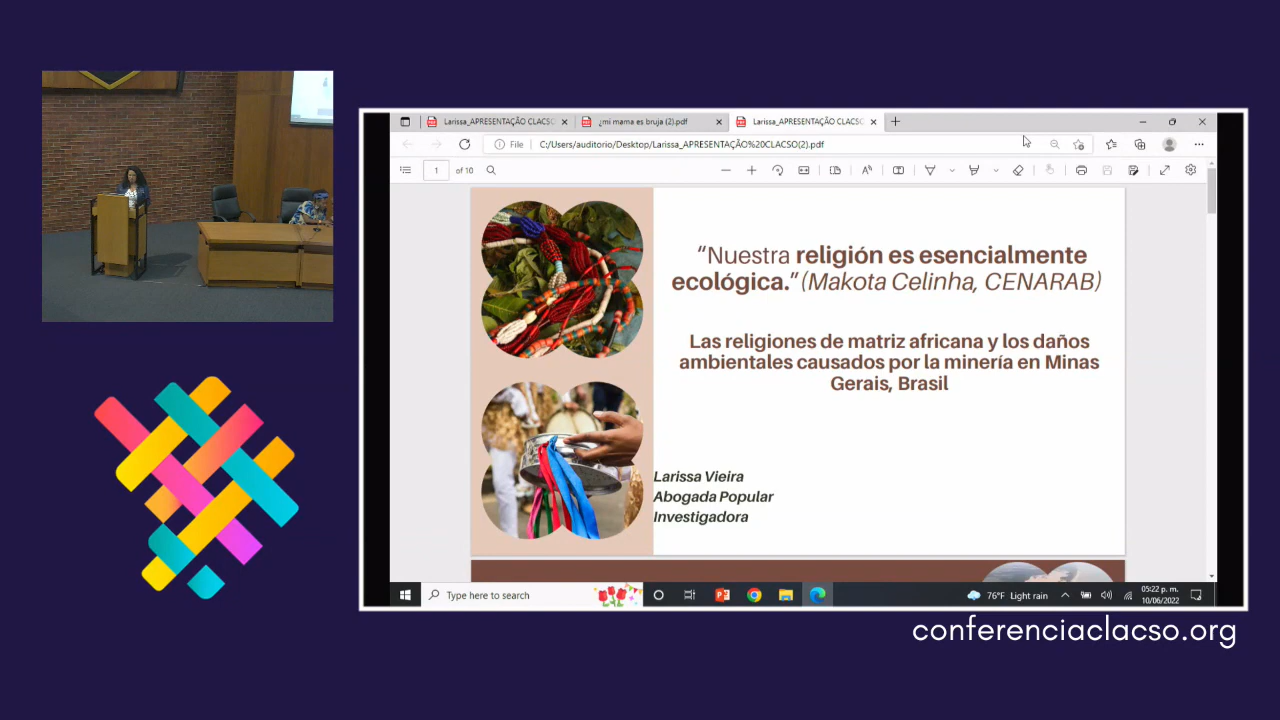 Larissa_APRESENTAÇÃO CLACSO
¿mi mama es bruja (2).pdf
Larissa_APRESENTAÇÃO CLACSO
File
C:/Users/auditorio/Desktop/Larissa_APRESENTAÇÃO%20CLACSO(2).pdf
1 of 10
“Nuestra religión es esencialmente
ecológica.” (Makota Celinha, CENARAB)
Las religiones de matriz africana y los daños
ambientales causados por la minería en Minas
Gerais, Brasil
Larissa Vieira
Abogada Popular
Investigadora
Type here to search
76°F Light rain
05:22 p. m.
10/06/2022
conferenciaclacso.org